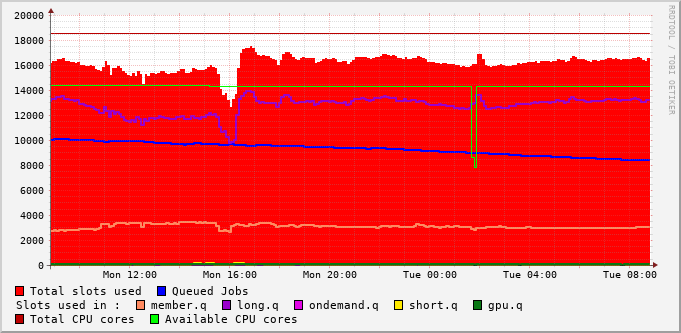 RRDTOOL / TOBI OETIKER
20000
18000
16000
14000
12000
10000
8000
6000
4000
2000
0
Mon 12:00 Mon 16:00 Mon 20:00 Tue 00:00 Tue 04:00 Tue 08:00
Total slots used Queued Jobs
Slots used in : member.q long.q ondemand.q short.q gpu.q
Total CPU cores Available CPU cores